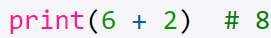 print(6 + 2)  # 8